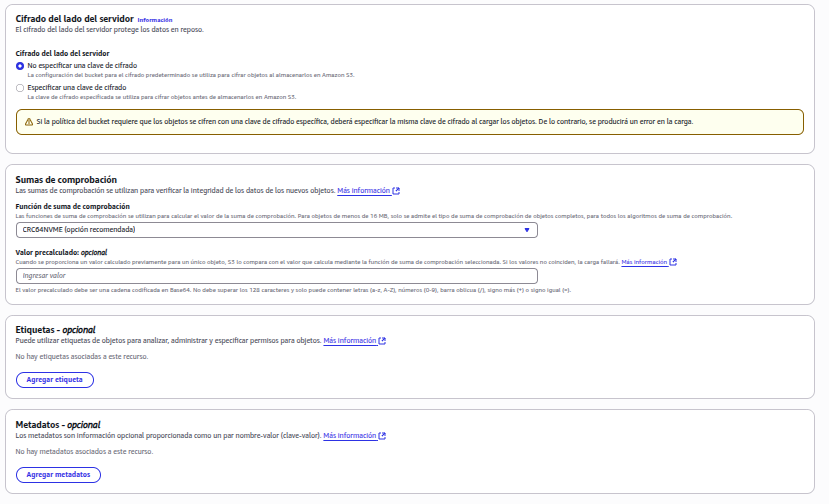 Cifrado del lado del servidor Información
El cifrado del lado del servidor protege los datos en reposo.
Cifrado del lado del servidor
No especificar una clave de cifrado
La configuración del bucket para el cifrado predeterminado se utiliza para cifrar objetos al almacenarlos en Amazon S3.
Especificar una clave de cifrado
La clave de cifrado especificada se utiliza para cifrar objetos antes de almacenarlos en Amazon S3.
Si la política del bucket requiere que los objetos se cifren con una clave de cifrado específica, deberá especificar la misma clave de cifrado al cargar los objetos. De lo contrario, se producirá un error en la carga.
Sumas de comprobación
Las sumas de comprobación se utilizan para verificar la integridad de los datos de los nuevos objetos. Más información
Función de suma de comprobación
Las funciones de suma de comprobación se utilizan para calcular el valor de la suma de comprobación. Para objetos de menos de 16 MB, solo se admite el tipo de suma de comprobación de objetos completos, para todos los algoritmos de suma de comprobación.
CRC64NVME (opción recomendada)
Valor precalculado: opcional
Cuando se proporciona un valor calculado previamente para un único objeto, S3 lo compara con el valor que calcula mediante la función de suma de comprobación seleccionada. Si los valores no coinciden, la carga fallará. Más información
Ingresar valor
El valor precalculado debe ser una cadena codificada en Base64. No debe superar los 128 caracteres y solo puede contener letras (a-z, A-Z), números (0-9), barra oblicua (/), signo más (+) o signo igual (=).
Etiquetas - opcional
Puede utilizar etiquetas de objetos para analizar, administrar y especificar permisos para objetos. Más información
No hay etiquetas asociadas a este recurso.
Agregar etiqueta
Metadatos - opcional
Los metadatos son información opcional proporcionada como un par nombre-valor (clave-valor). Más información
No hay metadatos asociados a este recurso.
Agregar metadatos